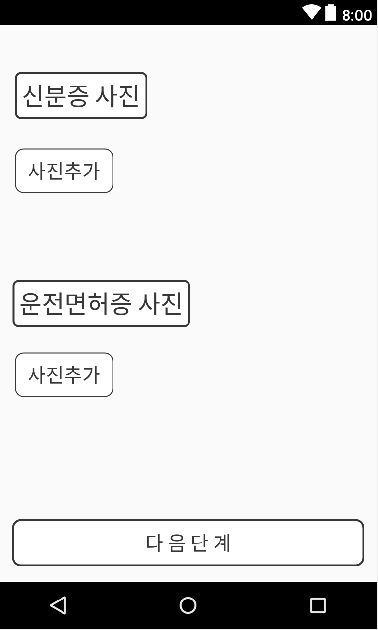 8:00
신분증 사진
사진추가
운전면허증 사진
사진추가
다 음 단 계